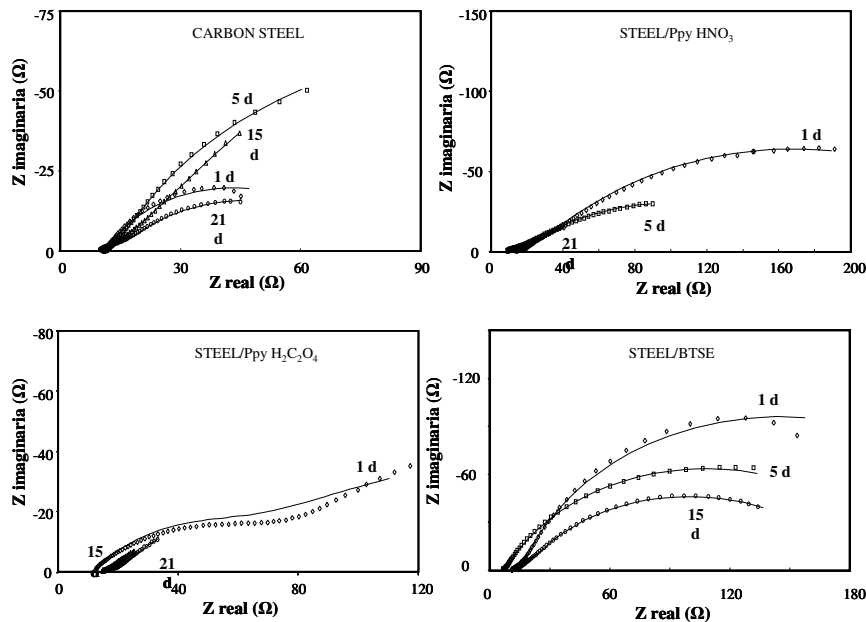 CARBON STEEL
-75
-50
-25
0
Z imaginaria (Ω)
5 d
15
d
1 d
21
d
0 30 60 90
Z real (Ω)
STEEL/Ppy HNO₃
-150
-100
-50
0
Z imaginaria (Ω)
1 d
5 d
21
d
0 40 80 120 160 200
Z real (Ω)
STEEL/Ppy H₂C₂O₄
-80
-60
-40
-20
0
Z imaginaria (Ω)
1 d
15
d
21
d
0 40 80 120
Z real (Ω)
STEEL/BTSE
-120
-60
0
Z imaginaria (Ω)
1 d
5 d
15
d
0 60 120 180
Z real (Ω)